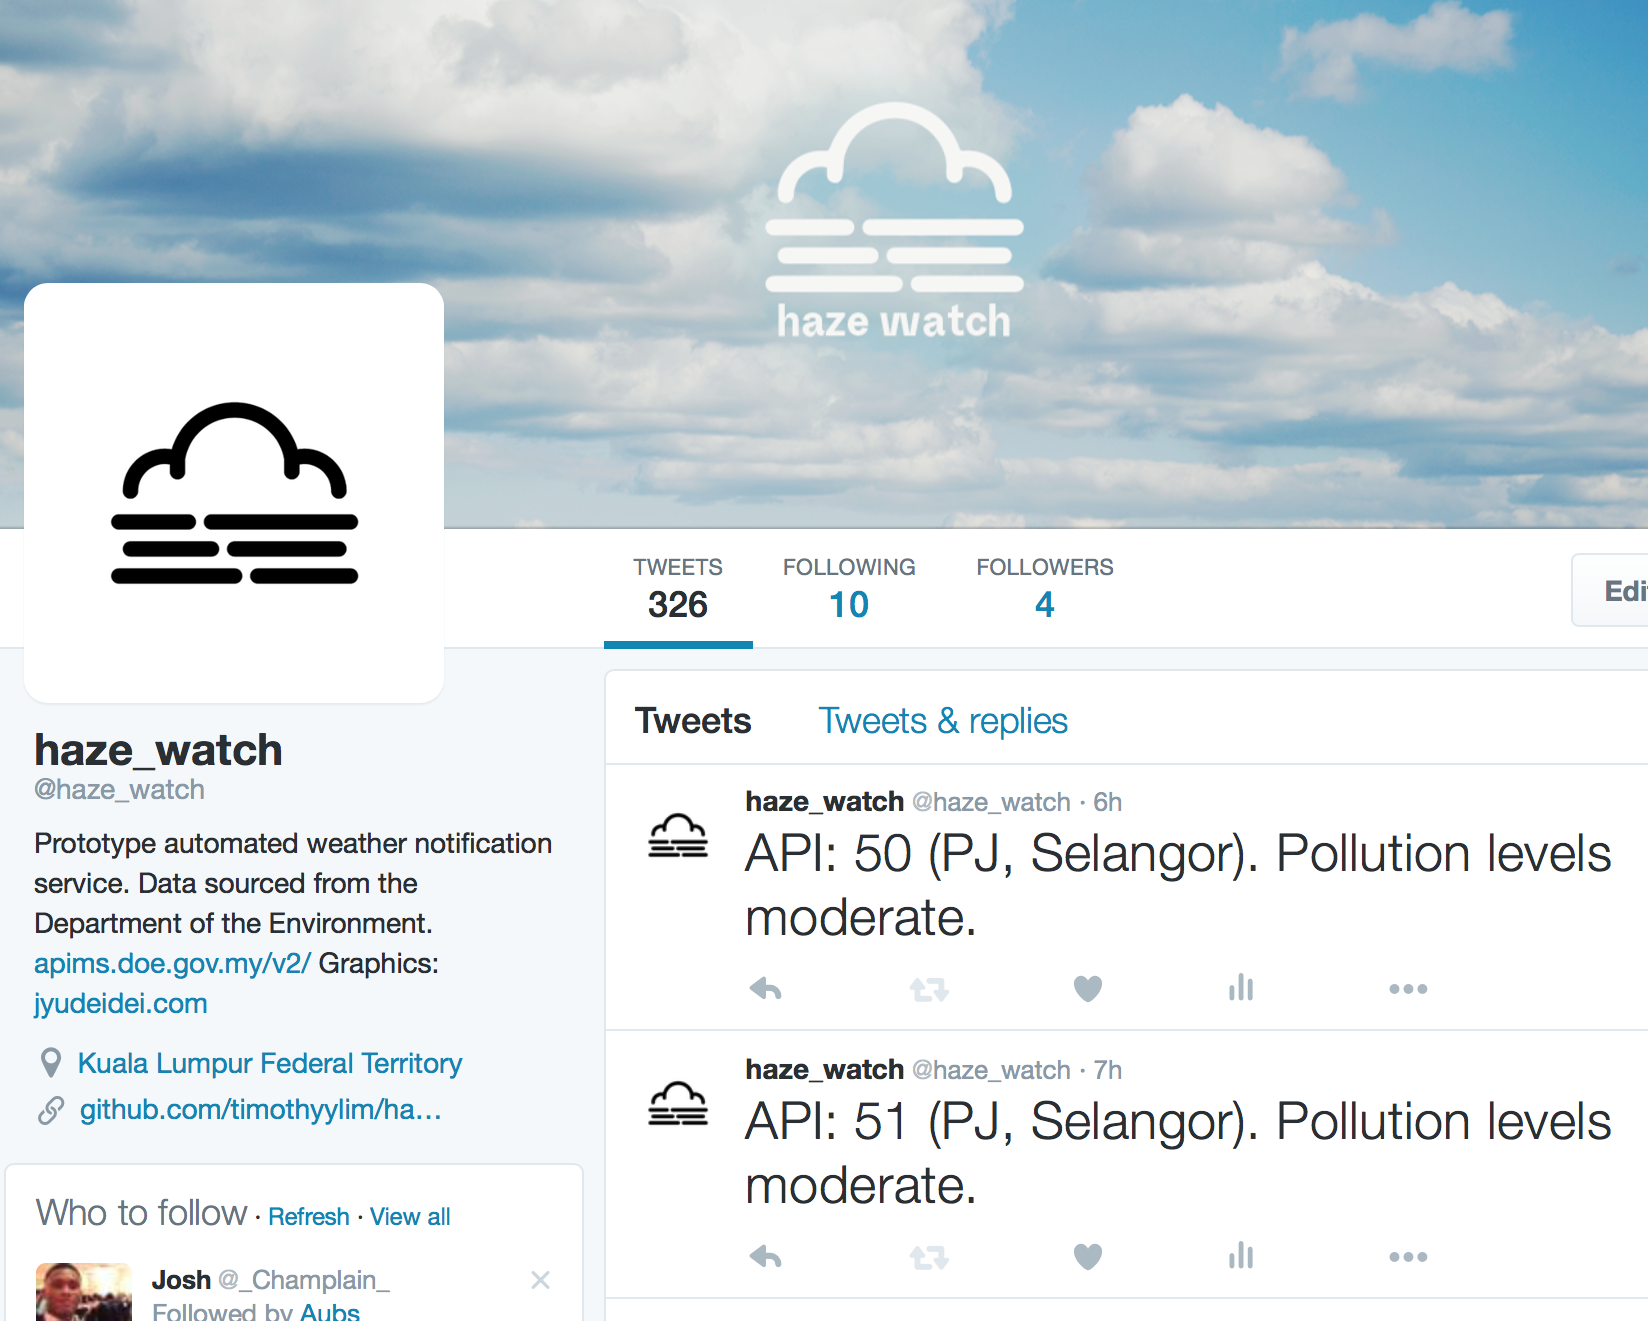 haze watch
TWEETS FOLLOWING FOLLOWERS
326 10 4
Edi
haze_watch
@haze_watch
Prototype automated weather notification
service. Data sourced from the
Department of the Environment.
apims.doe.gov.my/v2/ Graphics:
jyudeidei.com
Kuala Lumpur Federal Territory
github.com/timothyylim/ha...
Who to follow · Refresh · View all
Josh @_Champlain_
Followed by Aubs
Tweets Tweets & replies
haze_watch @haze_watch · 6h
API: 50 (PJ, Selangor). Pollution levels
moderate.
haze_watch @haze_watch · 7h
API: 51 (PJ, Selangor). Pollution levels
moderate.